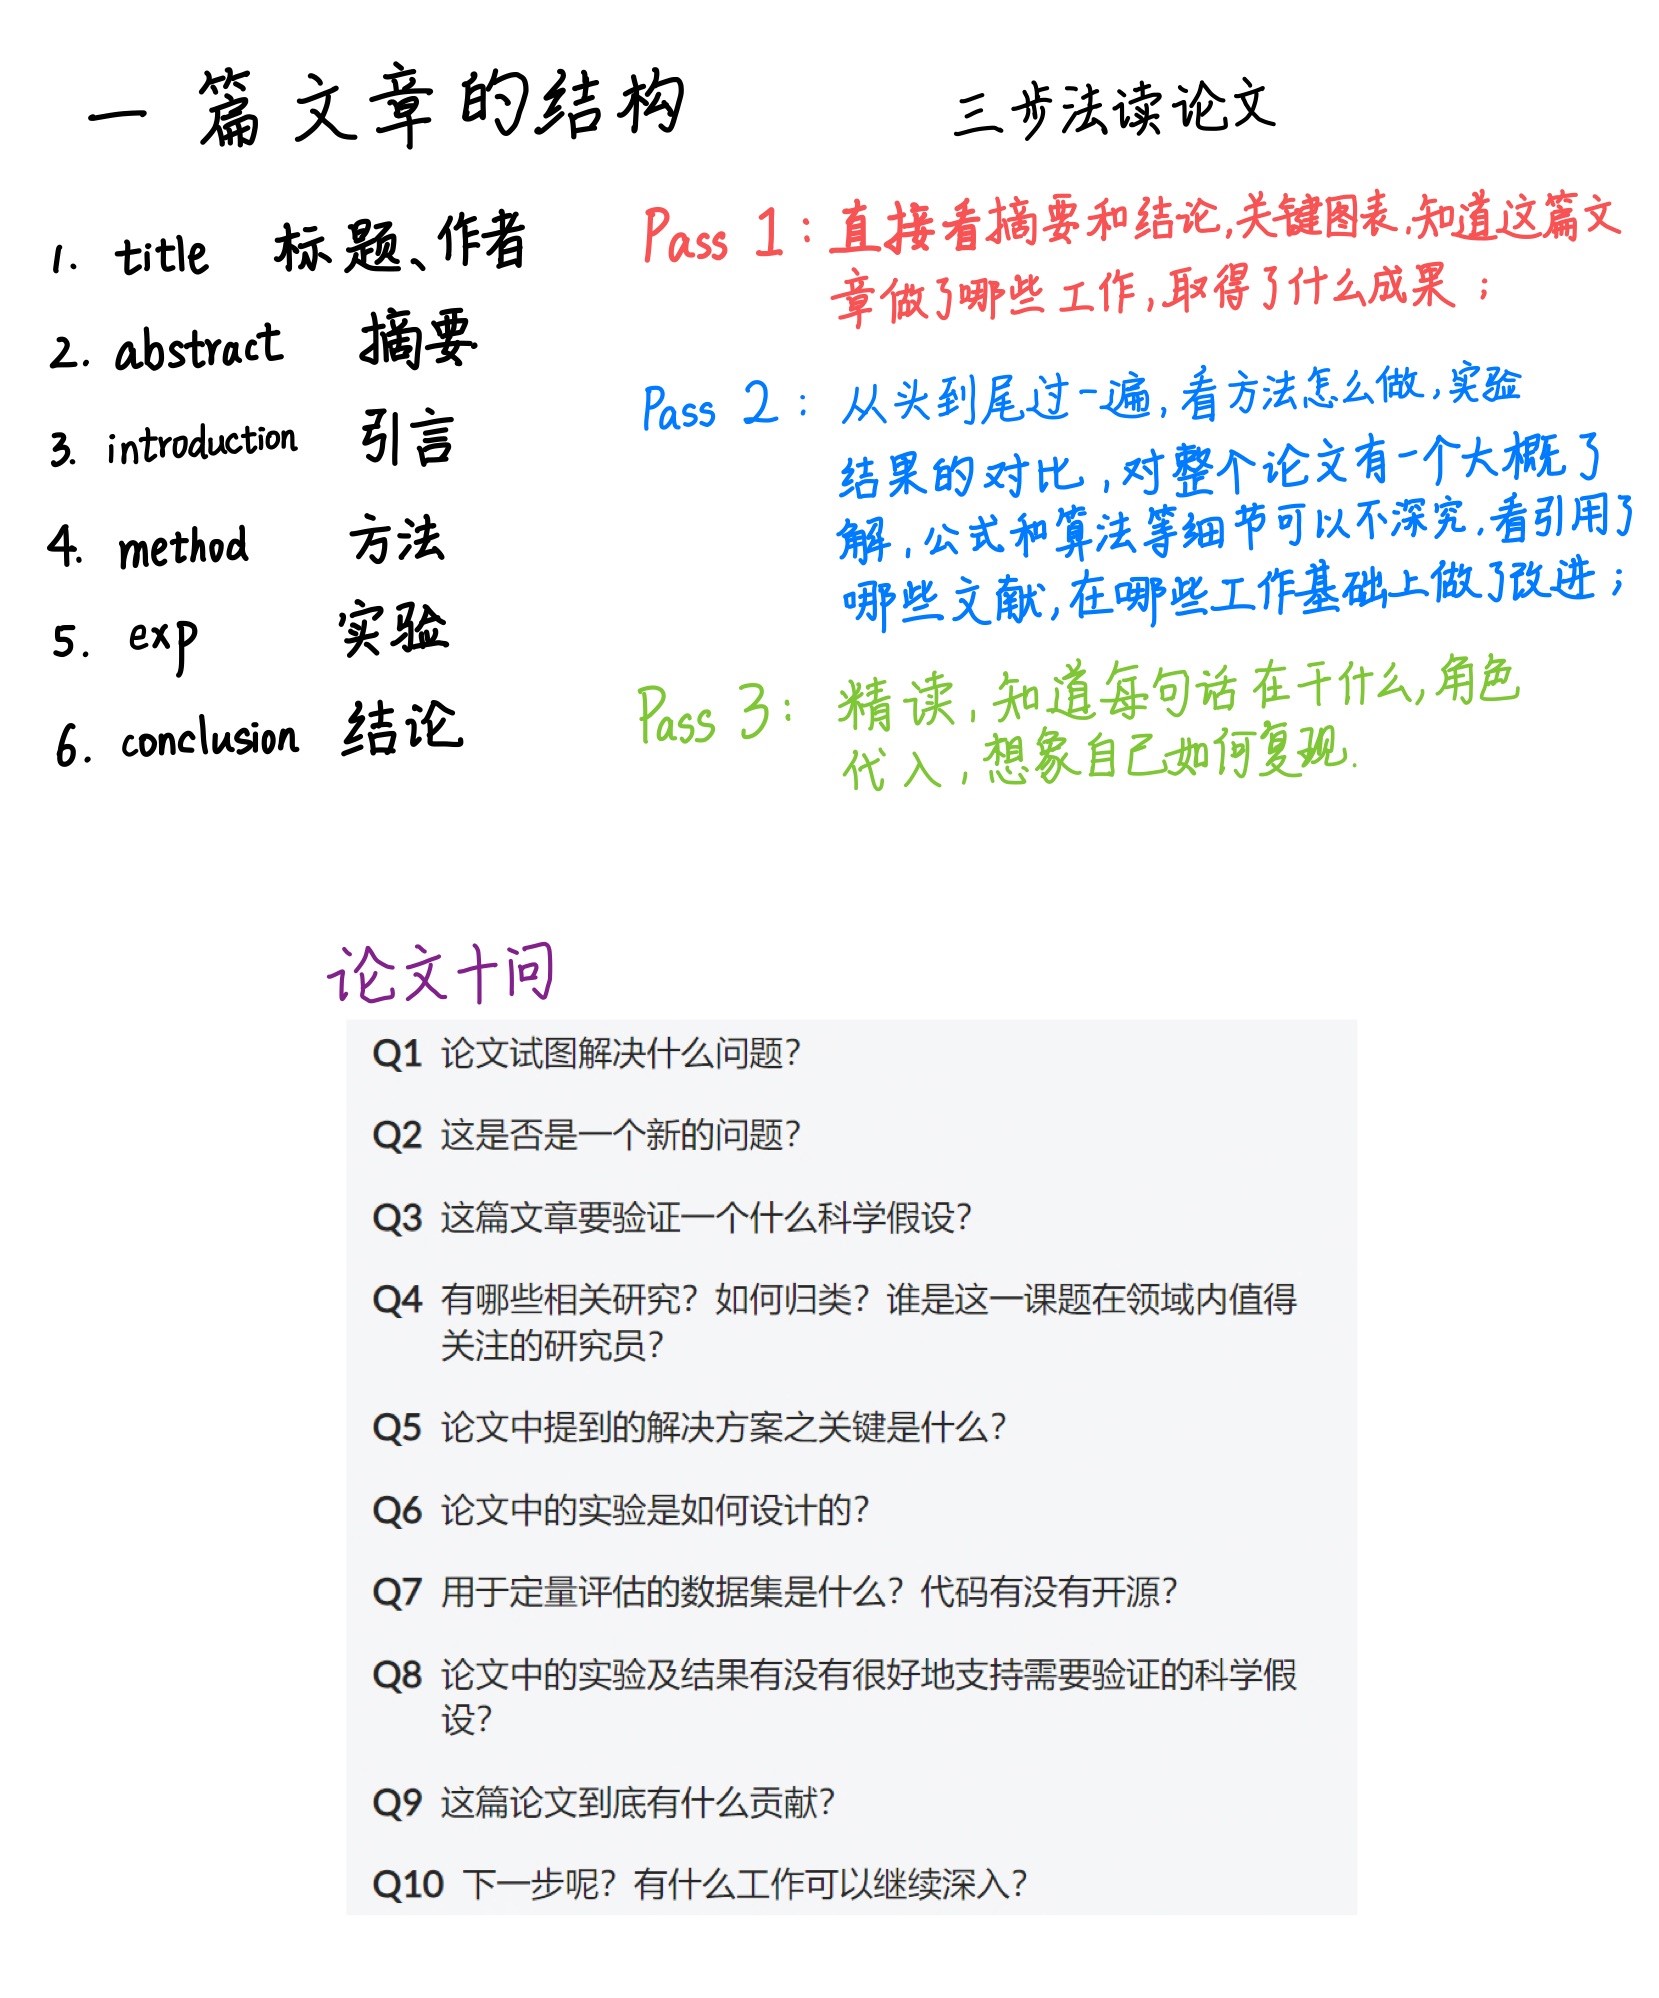 一篇文章的结构
1. title 标题、作者
2. abstract 摘要
3. introduction 引言
4. method 方法
5. exp 实验
6. conclusion 结论
三步法读论文
Pass 1: 直接看摘要和结论,关键图表.知道这篇文
章做了哪些工作,取得了什么成果；
Pass 2: 从头到尾过一遍,看方法怎么做,实验
结果的对比,对整个论文有一个大概了
解,公式和算法等细节可以不深究,看引用了
哪些文献,在哪些工作基础上做了改进；
Pass 3: 精读,知道每句话在干什么,角色
代入,想象自己如何复现.
论文十问
Q1 论文试图解决什么问题？
Q2 这是否是一个新的问题？
Q3 这篇文章要验证一个什么科学假设？
Q4 有哪些相关研究？如何归类？谁是这一课题在领域内值得
关注的研究员？
Q5 论文中提到的解决方案之关键是什么？
Q6 论文中的实验是如何设计的？
Q7 用于定量评估的数据集是什么？代码有没有开源？
Q8 论文中的实验及结果有没有很好地支持需要验证的科学假
设？
Q9 这篇论文到底有什么贡献？
Q10 下一步呢？有什么工作可以继续深入？